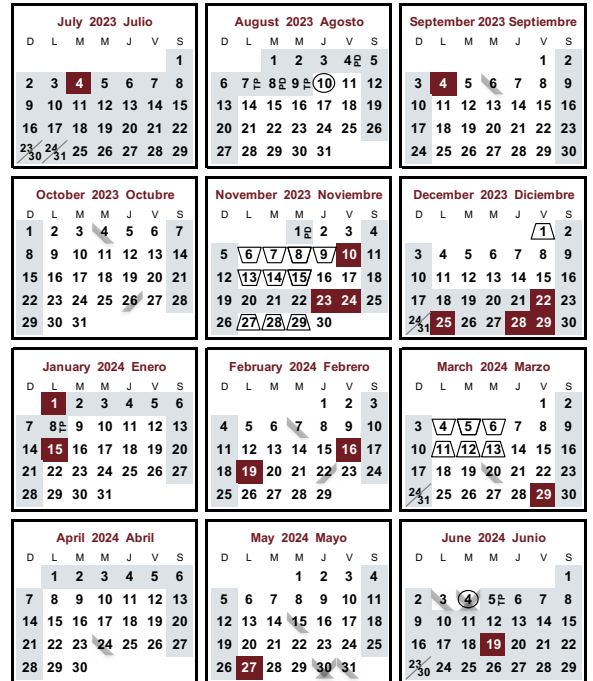 July 2023 Julio
D L M M J V S
1
2 3 4 5 6 7 8
9 10 11 12 13 14 15
16 17 18 19 20 21 22
23/30 24/31 25 26 27 28 29
August 2023 Agosto
D L M M J V S
1 2 3 4 PD 5
6 7 TP 8 PD 9 TP 10 11 12
13 14 15 16 17 18 19
20 21 22 23 24 25 26
27 28 29 30 31
September 2023 Septiembre
D L M M J V S
1 2
3 4 5 6 7 8 9
10 11 12 13 14 15 16
17 18 19 20 21 22 23
24 25 26 27 28 29 30
October 2023 Octubre
D L M M J V S
1 2 3 4 5 6 7
8 9 10 11 12 13 14
15 16 17 18 19 20 21
22 23 24 25 26 27 28
29 30 31
November 2023 Noviembre
D L M M J V S
1 PD 2 3 4
5 6 7 8 9 10 11
12 13 14 15 16 17 18
19 20 21 22 23 24 25
26 27 28 29 30
December 2023 Diciembre
D L M M J V S
1 2
3 4 5 6 7 8 9
10 11 12 13 14 15 16
17 18 19 20 21 22 23
24/31 25 26 27 28 29 30
January 2024 Enero
D L M M J V S
1 2 3 4 5 6
7 8 TP 9 10 11 12 13
14 15 16 17 18 19 20
21 22 23 24 25 26 27
28 29 30 31
February 2024 Febrero
D L M M J V S
1 2 3
4 5 6 7 8 9 10
11 12 13 14 15 16 17
18 19 20 21 22 23 24
25 26 27 28 29
March 2024 Marzo
D L M M J V S
1 2
3 4 5 6 7 8 9
10 11 12 13 14 15 16
17 18 19 20 21 22 23
24/31 25 26 27 28 29 30
April 2024 Abril
D L M M J V S
1 2 3 4 5 6
7 8 9 10 11 12 13
14 15 16 17 18 19 20
21 22 23 24 25 26 27
28 29 30
May 2024 Mayo
D L M M J V S
1 2 3 4
5 6 7 8 9 10 11
12 13 14 15 16 17 18
19 20 21 22 23 24 25
26 27 28 29 30 31
June 2024 Junio
D L M M J V S
1
2 3 4 5 TP 6 7 8
9 10 11 12 13 14 15
16 17 18 19 20 21 22
23/30 24 25 26 27 28 29